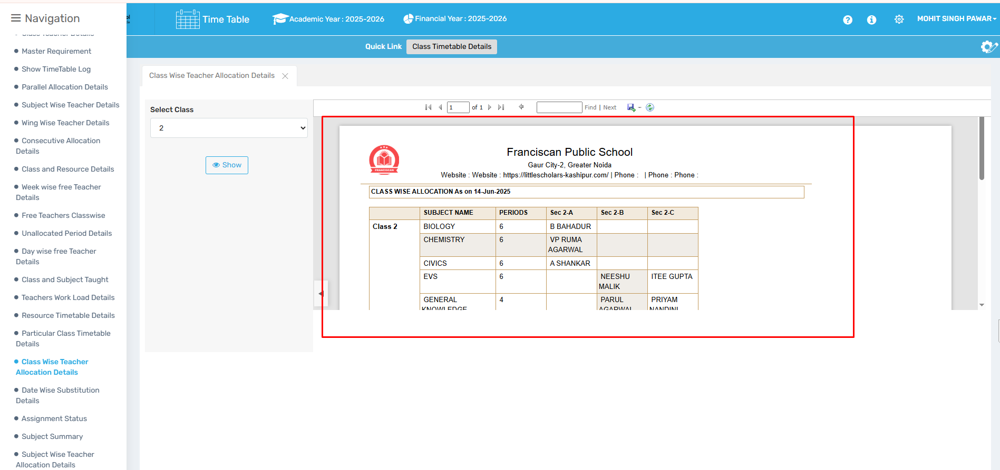 Navigation
Time Table
Academic Year : 2025-2026
Financial Year : 2025-2026
MOHIT SINGH PAWAR
Quick Link
Class Timetable Details
Class Teacher Details
Master Requirement
Show TimeTable Log
Parallel Allocation Details
Subject Wise Teacher Details
Wing Wise Teacher Details
Consecutive Allocation
Details
Class and Resource Details
Week wise free Teacher
Details
Free Teachers Classwise
Unallocated Period Details
Day wise free Teacher
Details
Class and Subject Taught
Teachers Work Load Details
Resource Timetable Details
Particular Class Timetable
Details
Class Wise Teacher
Allocation Details
Date Wise Substitution
Details
Assignment Status
Subject Summary
Subject Wise Teacher
Allocation Details
Class Wise Teacher Allocation Details
Select Class
2
Show
1 of 1 Find | Next
FRANCISCAN
Franciscan Public School
Gaur City-2, Greater Noida
Website : Website : https://littlescholars-kashipur.com/ | Phone : | Phone : Phone :
CLASS WISE ALLOCATION As on 14-Jun-2025
SUBJECT NAME PERIODS Sec 2-A Sec 2-B Sec 2-C
Class 2 BIOLOGY 6 B BAHADUR
CHEMISTRY 6 VP RUMA
AGARWAL
CIVICS 6 A SHANKAR
EVS 6 NEESHU ITEE GUPTA
MALIK
GENERAL 4 PARUL PRIYAM
KNOWLEDGE AGARWAL NANDINI